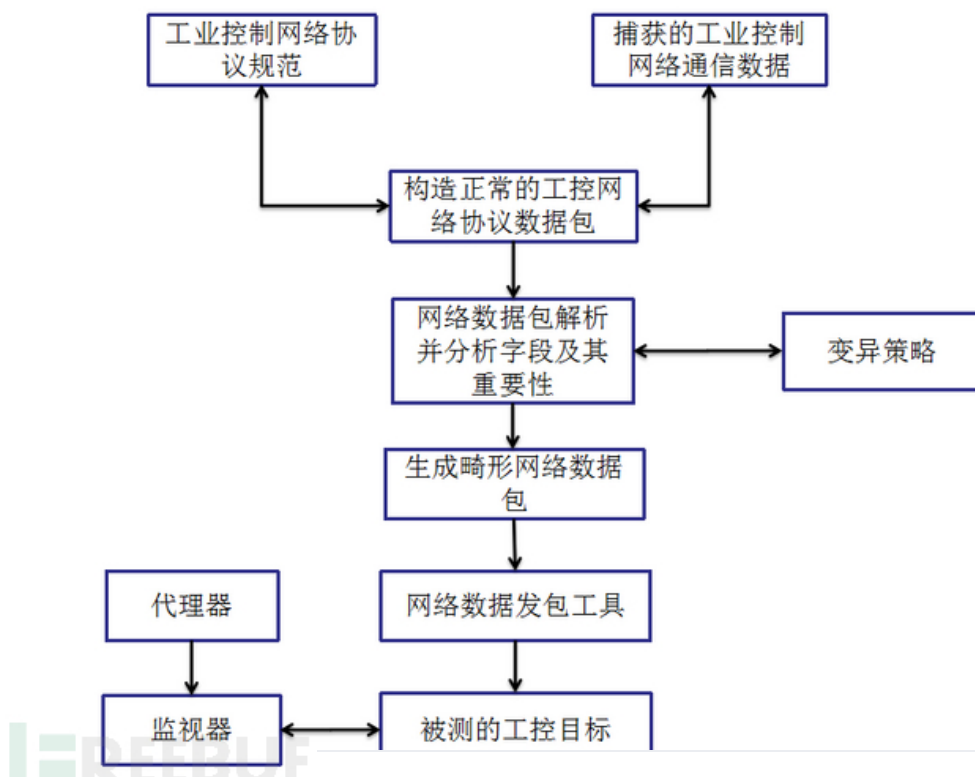 工业控制网络协
议规范
捕获的工业控制
网络通信数据
构造正常的工控网
络协议数据包
网络数据包解析
并分析字段及其
重要性
变异策略
生成畸形网络数据
包
代理器
网络数据发包工具
监视器
被测的工控目标
REEBUF